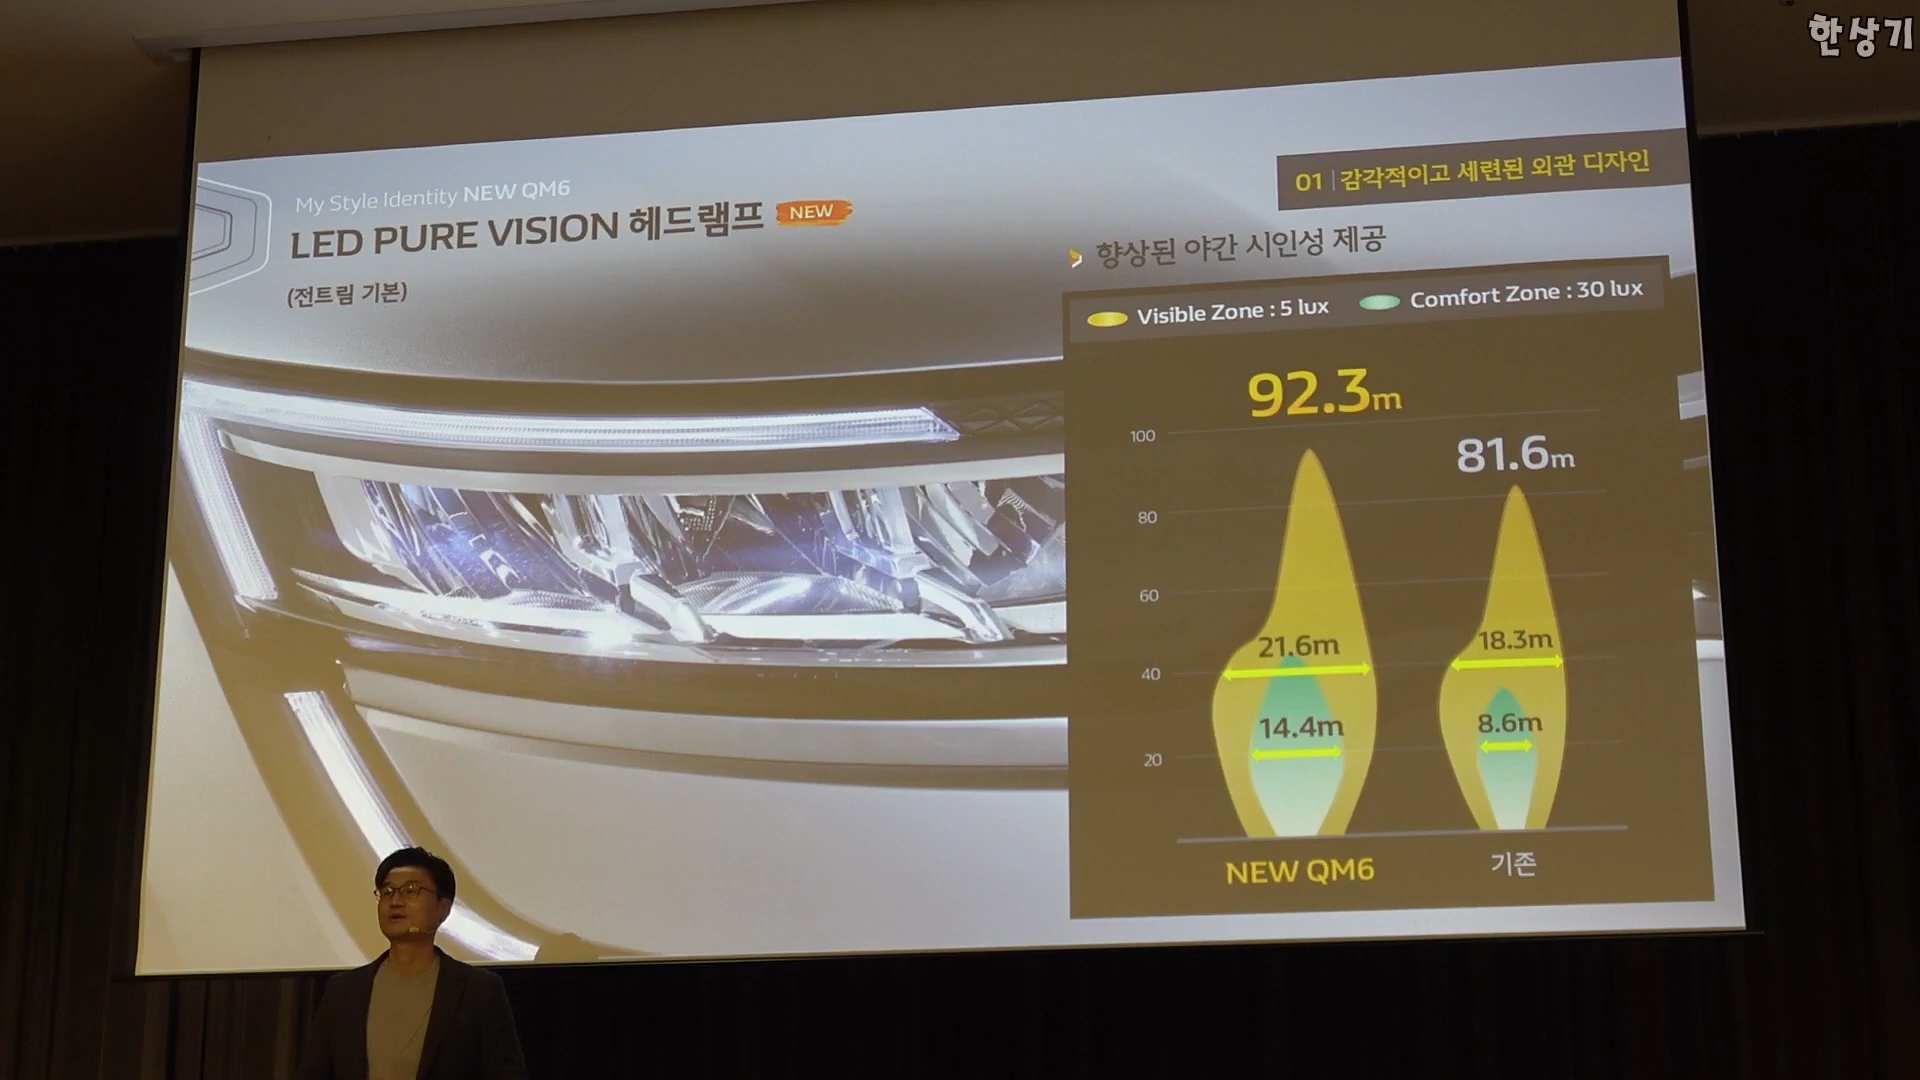 한상기
My Style Identity NEW QM6
LED PURE VISION 헤드램프 NEW
(전트림 기본)
01 | 감각적이고 세련된 외관 디자인
향상된 야간 시인성 제공
Visible Zone : 5 lux
Comfort Zone : 30 lux
92.3m
81.6m
100
80
60
40
20
21.6m
18.3m
14.4m
8.6m
NEW QM6
기존